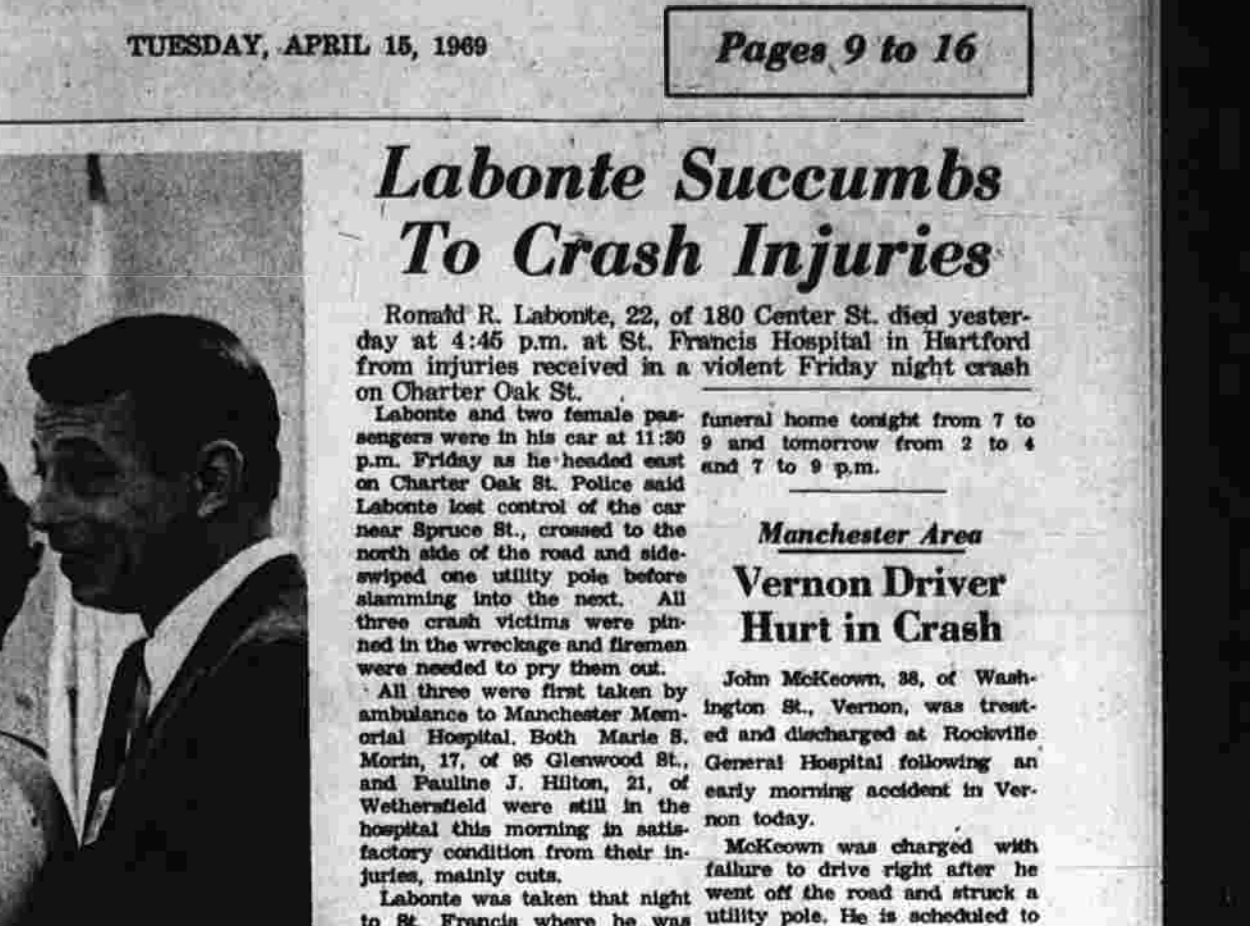 TUESDAY, APRIL 15, 1969
Pages 9 to 16
Labonte Succumbs
To Crash Injuries
Ronald R. Labonte, 22, of 180 Center St. died yester-
day at 4:45 p.m. at St. Francis Hospital in Hartford
from injuries received in a violent Friday night crash
on Charter Oak St.
Labonte and two female pas-
sengers were in his car at 11:30
p.m. Friday as he headed east
on Charter Oak St. Police said
Labonte lost control of the car
near Spruce St., crossed to the
north side of the road and side-
swiped one utility pole before
slamming into the next. All
three crash victims were pin-
ned in the wreckage and firemen
were needed to pry them out.
All three were first taken by
ambulance to Manchester Mem-
orial Hospital. Both Marie S.
Morin, 17, of 95 Glenwood St.,
and Pauline J. Hilton, 21, of
Wethersfield were still in the
hospital this morning in satis-
factory condition from their in-
juries, mainly cuts.
Labonte was taken that night
to St. Francis where he was
funeral home tonight from 7 to
9 and tomorrow from 2 to 4
and 7 to 9 p.m.
Manchester Area
Vernon Driver
Hurt in Crash
John McKeown, 38, of Wash-
ington St., Vernon, was treat-
ed and discharged at Rockville
General Hospital following an
early morning accident in Ver-
non today.
McKeown was charged with
failure to drive right after he
went off the road and struck a
utility pole. He is scheduled to